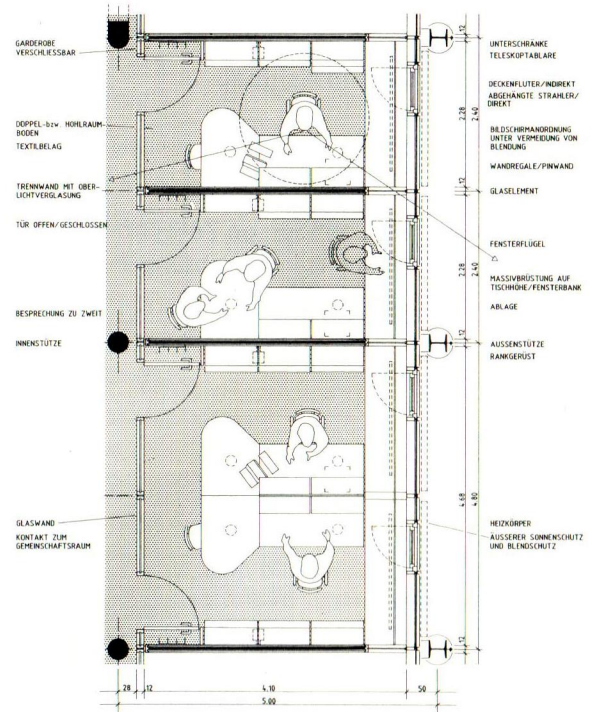 GARDEROBE
VERSCHLIESSBAR
DOPPEL-bzw. HOHLRAUM-
BODEN
TEXTILBELAG
TRENNWAND MIT OBER-
LICHTVERGLASUNG
TÜR OFFEN/GESCHLOSSEN
BESPRECHUNG ZU ZWEIT
INNENSTÜTZE
GLASWAND
KONTAKT ZUM
GEMEINSCHAFTSRAUM
12
2.28
2.40
12
2.28
2.40
12
4.68
4.80
12
UNTERSCHRÄNKE
TELESKOPTABLARE
DECKENFLUTER/INDIREKT
ABGEHÄNGTE STRAHLER/
DIREKT
BILDSCHIRMANORDNUNG
UNTER VERMEIDUNG VON
BLENDUNG
WANDREGALE/PINWAND
GLASELEMENT
FENSTERFLÜGEL
MASSIVBRÜSTUNG AUF
TISCHHÖHE/FENSTERBANK
ABLAGE
AUSSENSTÜTZE
RANKGERÜST
HEIZKÖRPER
ÄUSSERER SONNENSCHUTZ
UND BLENDSCHUTZ
28 12 4.10 50
5.00